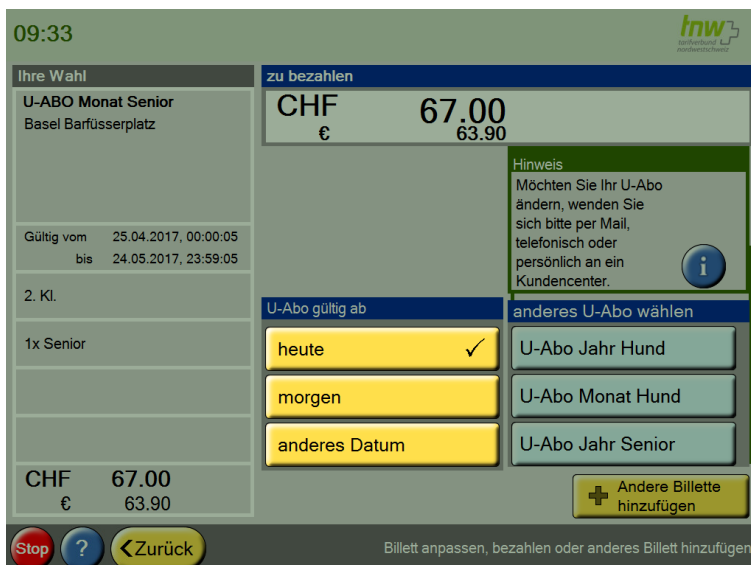 09:33
tnw
tarifverbund
nordwestschweiz
Ihre Wahl
U-ABO Monat Senior
Basel Barfüsserplatz
Gültig vom 25.04.2017, 00:00:05
bis 24.05.2017, 23:59:05
2. Kl.
1x Senior
CHF 67.00
€ 63.90
zu bezahlen
CHF 67.00
€ 63.90
Hinweis
Möchten Sie Ihr U-Abo
ändern, wenden Sie
sich bitte per Mail,
telefonisch oder
persönlich an ein
Kundencenter.
i
U-Abo gültig ab
heute
morgen
anderes Datum
anderes U-Abo wählen
U-Abo Jahr Hund
U-Abo Monat Hund
U-Abo Jahr Senior
Andere Billette
hinzufügen
Stop
?
Zurück
Billett anpassen, bezahlen oder anderes Billett hinzufügen